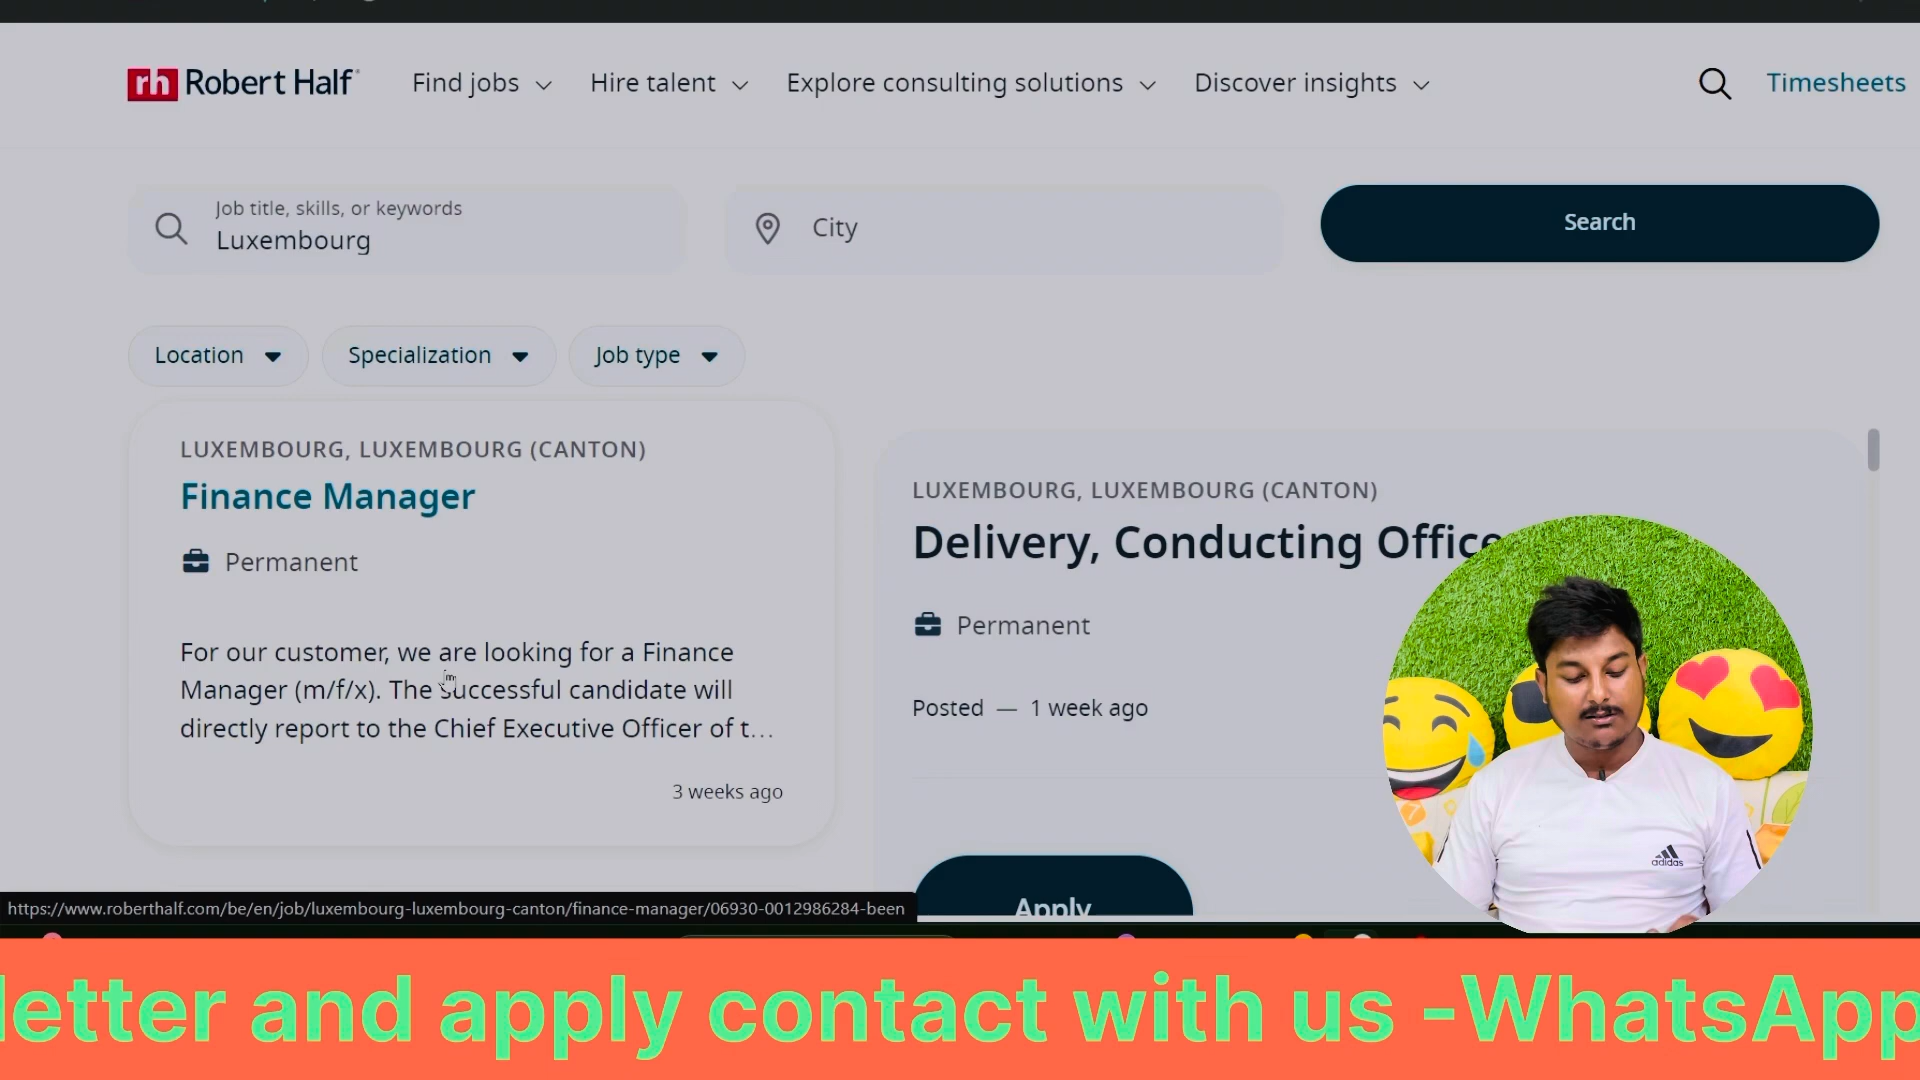 rh Robert Half
Find jobs
Hire talent
Explore consulting solutions
Discover insights
Timesheets
Job title, skills, or keywords
Luxembourg
City
Search
Location
Specialization
Job type
LUXEMBOURG, LUXEMBOURG (CANTON)
Finance Manager
Permanent
For our customer, we are looking for a Finance
Manager (m/f/x). The successful candidate will
directly report to the Chief Executive Officer of t...
3 weeks ago
LUXEMBOURG, LUXEMBOURG (CANTON)
Delivery, Conducting Office
Permanent
Posted — 1 week ago
Apply
adidas
https://www.roberthalf.com/be/en/job/luxembourg-luxembourg-canton/finance-manager/06930-0012986284-been
letter and apply contact with us -WhatsApp